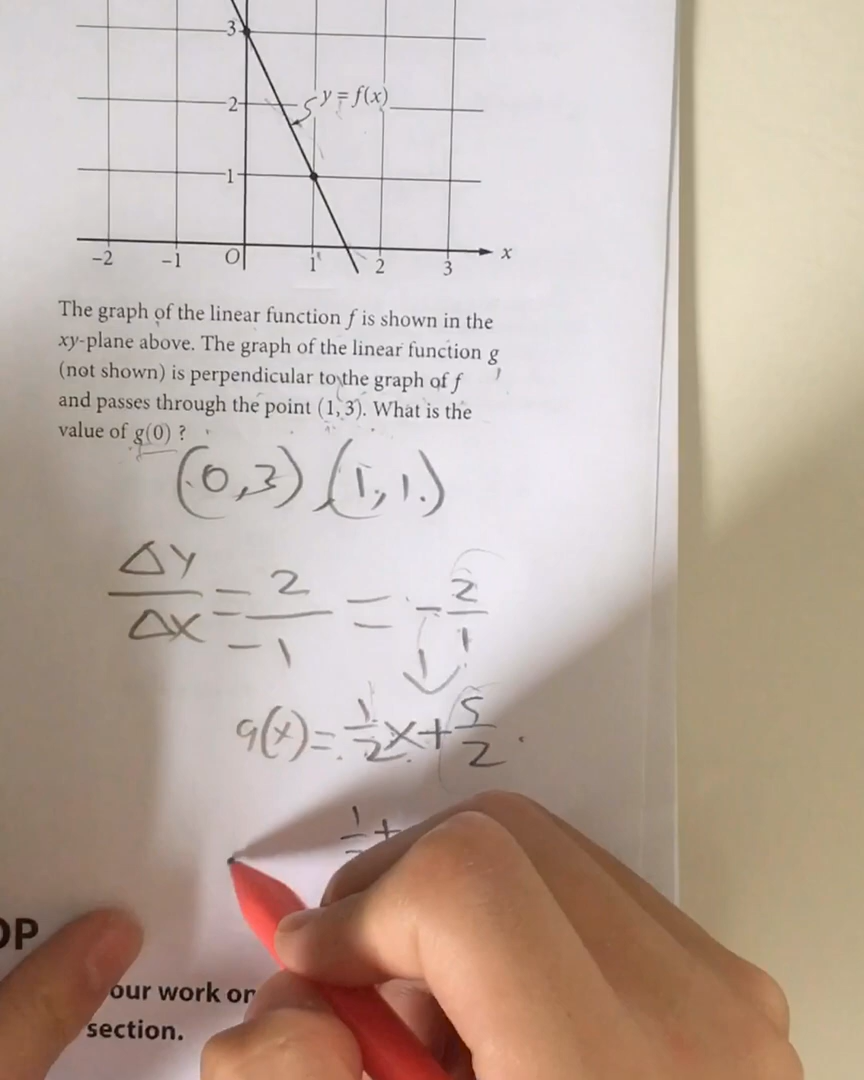 3
2
y = f(x)
1
-2 -1 O 1 2 3 x
The graph of the linear function f is shown in the
xy-plane above. The graph of the linear function g
(not shown) is perpendicular to the graph of f
and passes through the point (1, 3). What is the
value of g(0) ?
(0,3) (1,1.)
ΔY/ΔX = 2/-1 = -2/1
g(x)= 1/2x+5/2.
OP
our work on
section.